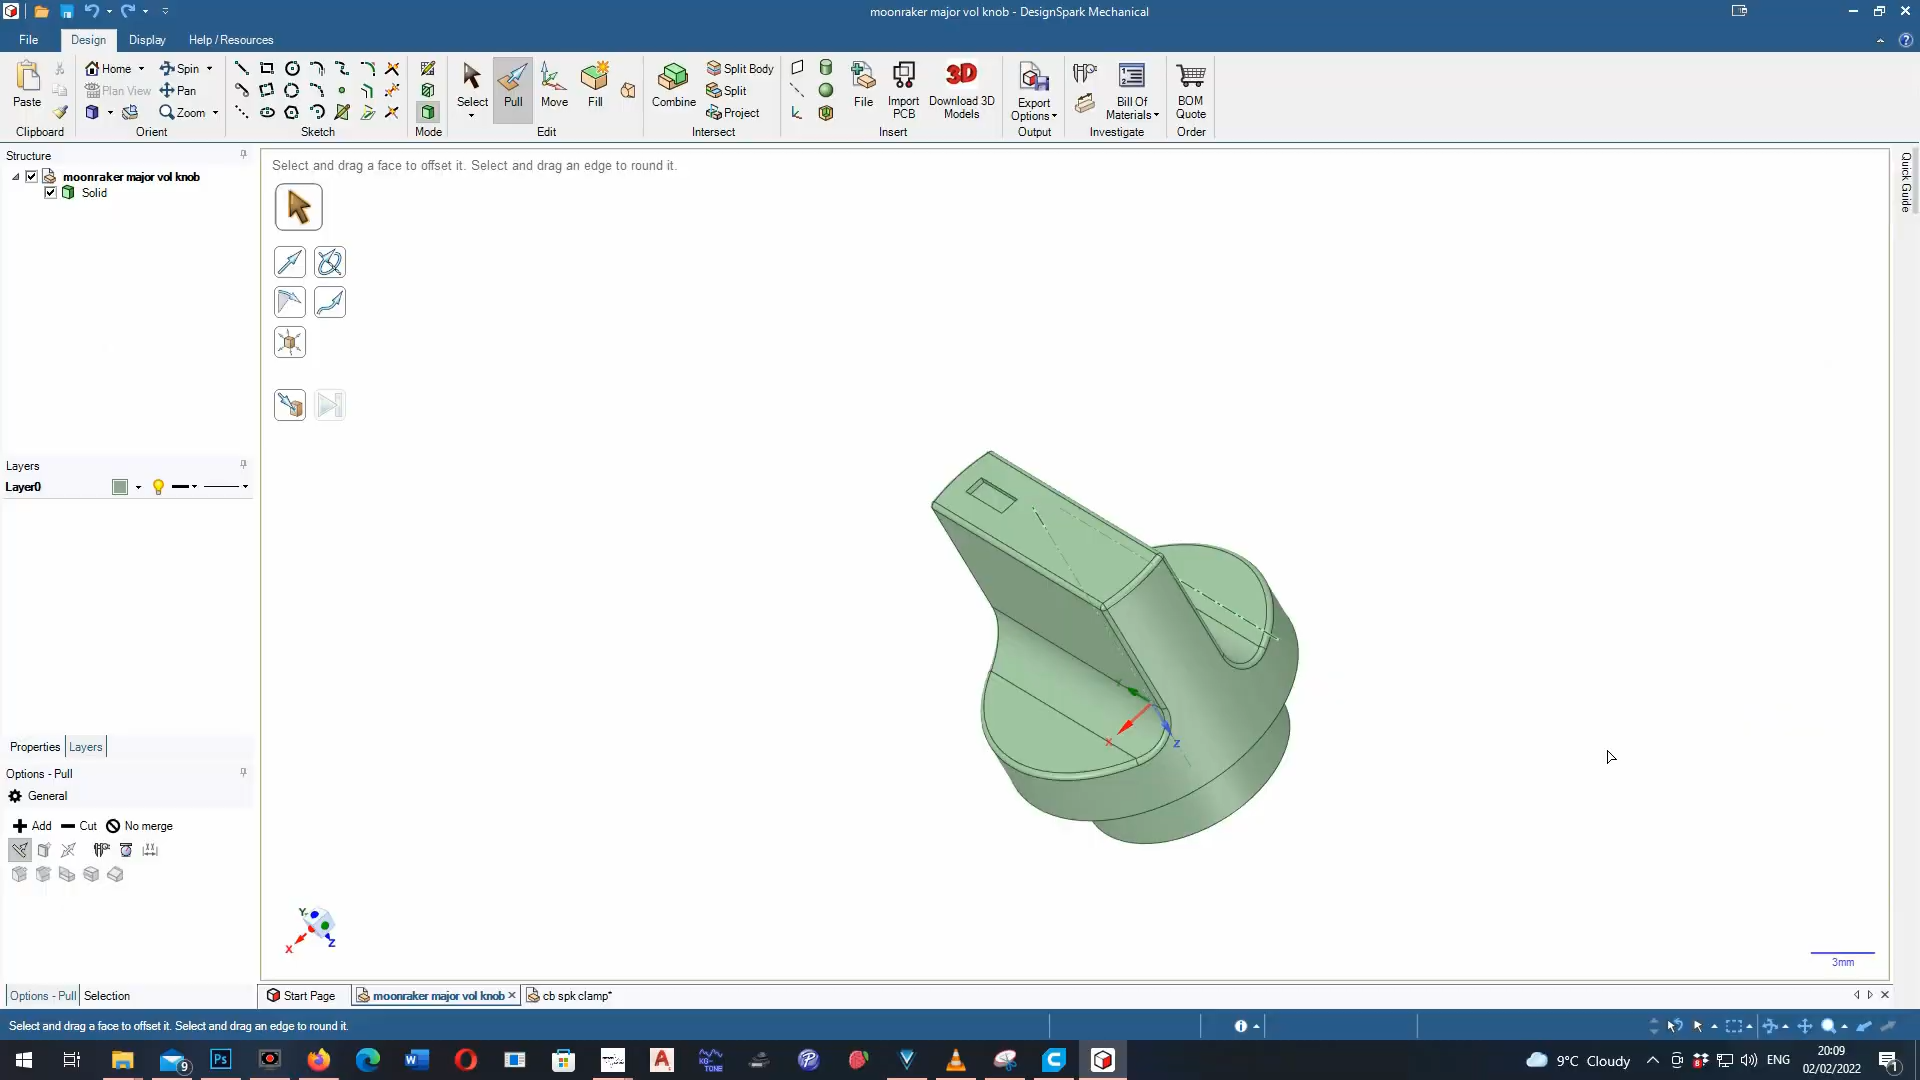 moonraker major vol knob - DesignSpark Mechanical
File Design Display Help / Resources
Paste
Clipboard
Home Spin
Plan View Pan
Zoom
Orient
Sketch
Mode
Select Pull Move Fill
Edit
Combine
Split Body
Split
Project
Intersect
File
Import PCB
Download 3D Models
3D
Insert
Export Options
Output
Bill Of Materials
Investigate
BOM Quote
Order
Structure
moonraker major vol knob
Solid
Select and drag a face to offset it. Select and drag an edge to round it.
Quick Guide
Layers
Layer0
Properties Layers
Options - Pull
General
Add Cut No merge
X
Z
Y
X
Z
3mm
Options - Pull Selection
Start Page moonraker major vol knob cb spk clamp*
Select and drag a face to offset it. Select and drag an edge to round it.
Ps
9
KG-TONE
9°C Cloudy
ENG
20:09
02/02/2022
1